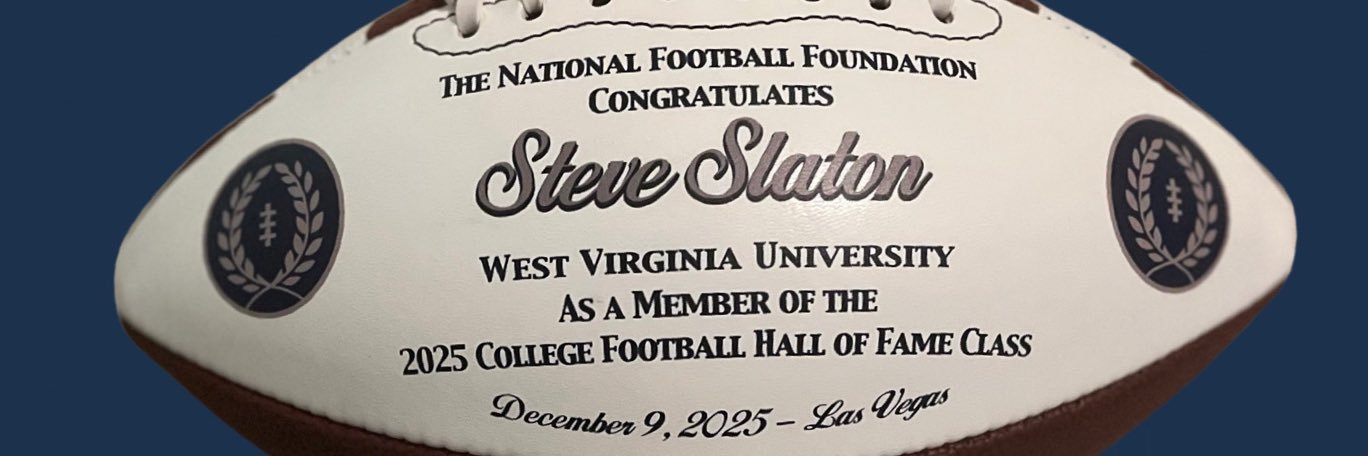 The National Football Foundation
Congratulates
Steve Slaton
West Virginia University
As a Member of the
2025 College Football Hall of Fame Class
December 9, 2025 – Las Vegas